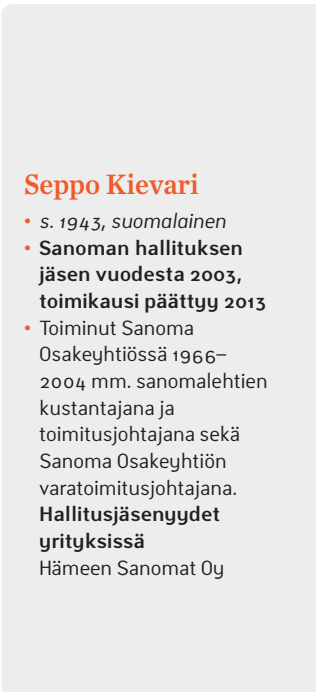 Seppo Kievari
• s. 1943, suomalainen
• Sanoman hallituksen
jäsen vuodesta 2003,
toimikausi päättyy 2013
• Toiminut Sanoma
Osakeyhtiössä 1966–
2004 mm. sanomalehtien
kustantajana ja
toimitusjohtajana sekä
Sanoma Osakeyhtiön
varatoimitusjohtajana.
Hallitusjäsenyydet
yrityksissä
Hämeen Sanomat Oy